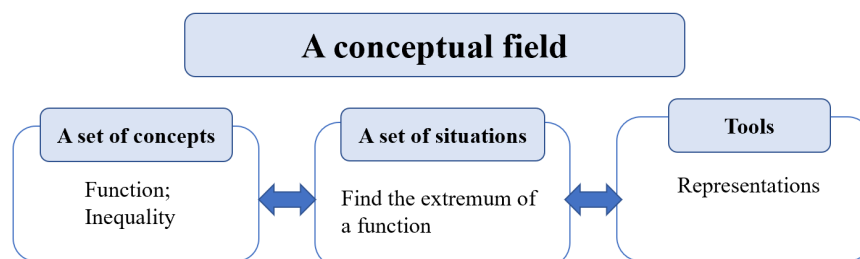 A conceptual field
A set of concepts
Function;
Inequality
A set of situations
Find the extremum of
a function
Tools
Representations